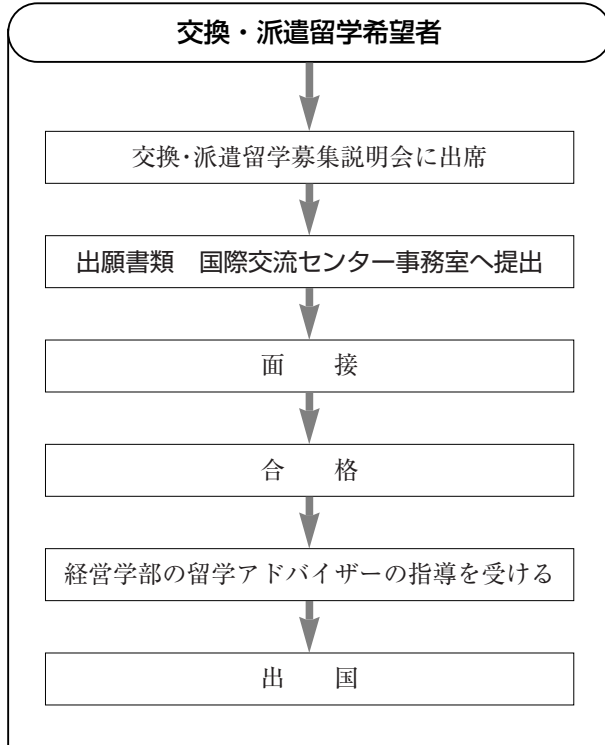 交換・派遣留学希望者
交換・派遣留学募集説明会に出席
出願書類　国際交流センター事務室へ提出
面　　接
合　　格
経営学部の留学アドバイザーの指導を受ける
出　　国